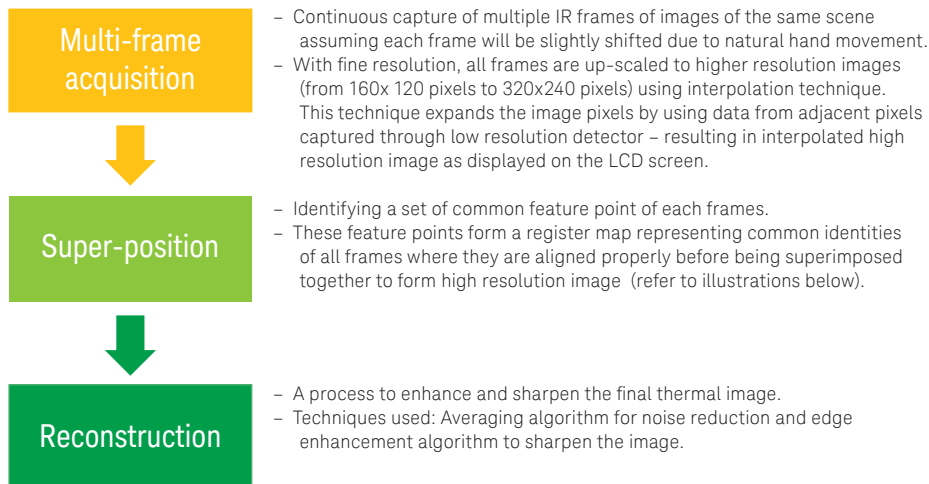 Multi-frame
acquisition
– Continuous capture of multiple IR frames of images of the same scene
assuming each frame will be slightly shifted due to natural hand movement.
– With fine resolution, all frames are up-scaled to higher resolution images
(from 160x 120 pixels to 320x240 pixels) using interpolation technique.
This technique expands the image pixels by using data from adjacent pixels
captured through low resolution detector – resulting in interpolated high
resolution image as displayed on the LCD screen.
Super-position
– Identifying a set of common feature point of each frames.
– These feature points form a register map representing common identities
of all frames where they are aligned properly before being superimposed
together to form high resolution image (refer to illustrations below).
Reconstruction
– A process to enhance and sharpen the final thermal image.
– Techniques used: Averaging algorithm for noise reduction and edge
enhancement algorithm to sharpen the image.